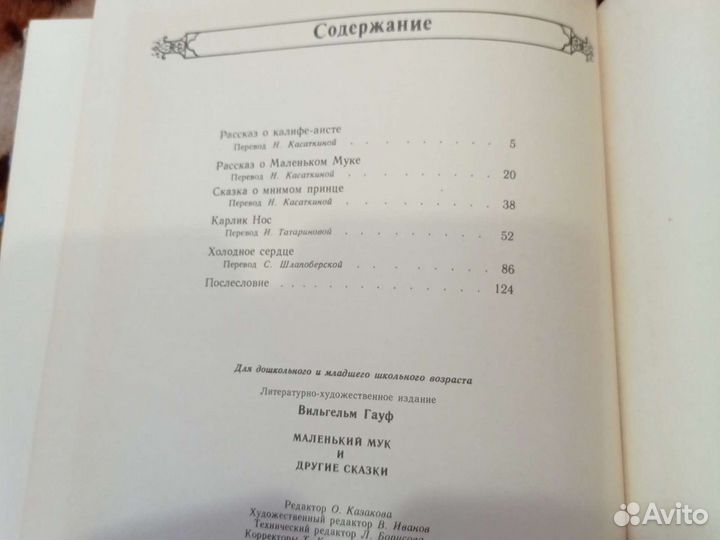 Содержание
Рассказ о калифе-аисте
Перевод Н. Касаткиной . . . . . . . . 5
Рассказ о Маленьком Муке
Перевод Н. Касаткиной . . . . . . . . 20
Сказка о мнимом принце
Перевод Н. Касаткиной . . . . . . . . 38
Карлик Нос
Перевод И. Татариновой . . . . . . . . 52
Холодное сердце
Перевод С. Шлапоберской . . . . . . . . 86
Послесловие . . . . . . . . . . . . 124
Для дошкольного и младшего школьного возраста
Литературно-художественное издание
Вильгельм Гауф
МАЛЕНЬКИЙ МУК
И
ДРУГИЕ СКАЗКИ
Редактор О. Казакова
Художественный редактор В. Иванов
Технический редактор Л. Борисова
Корректоры Т.
Avito